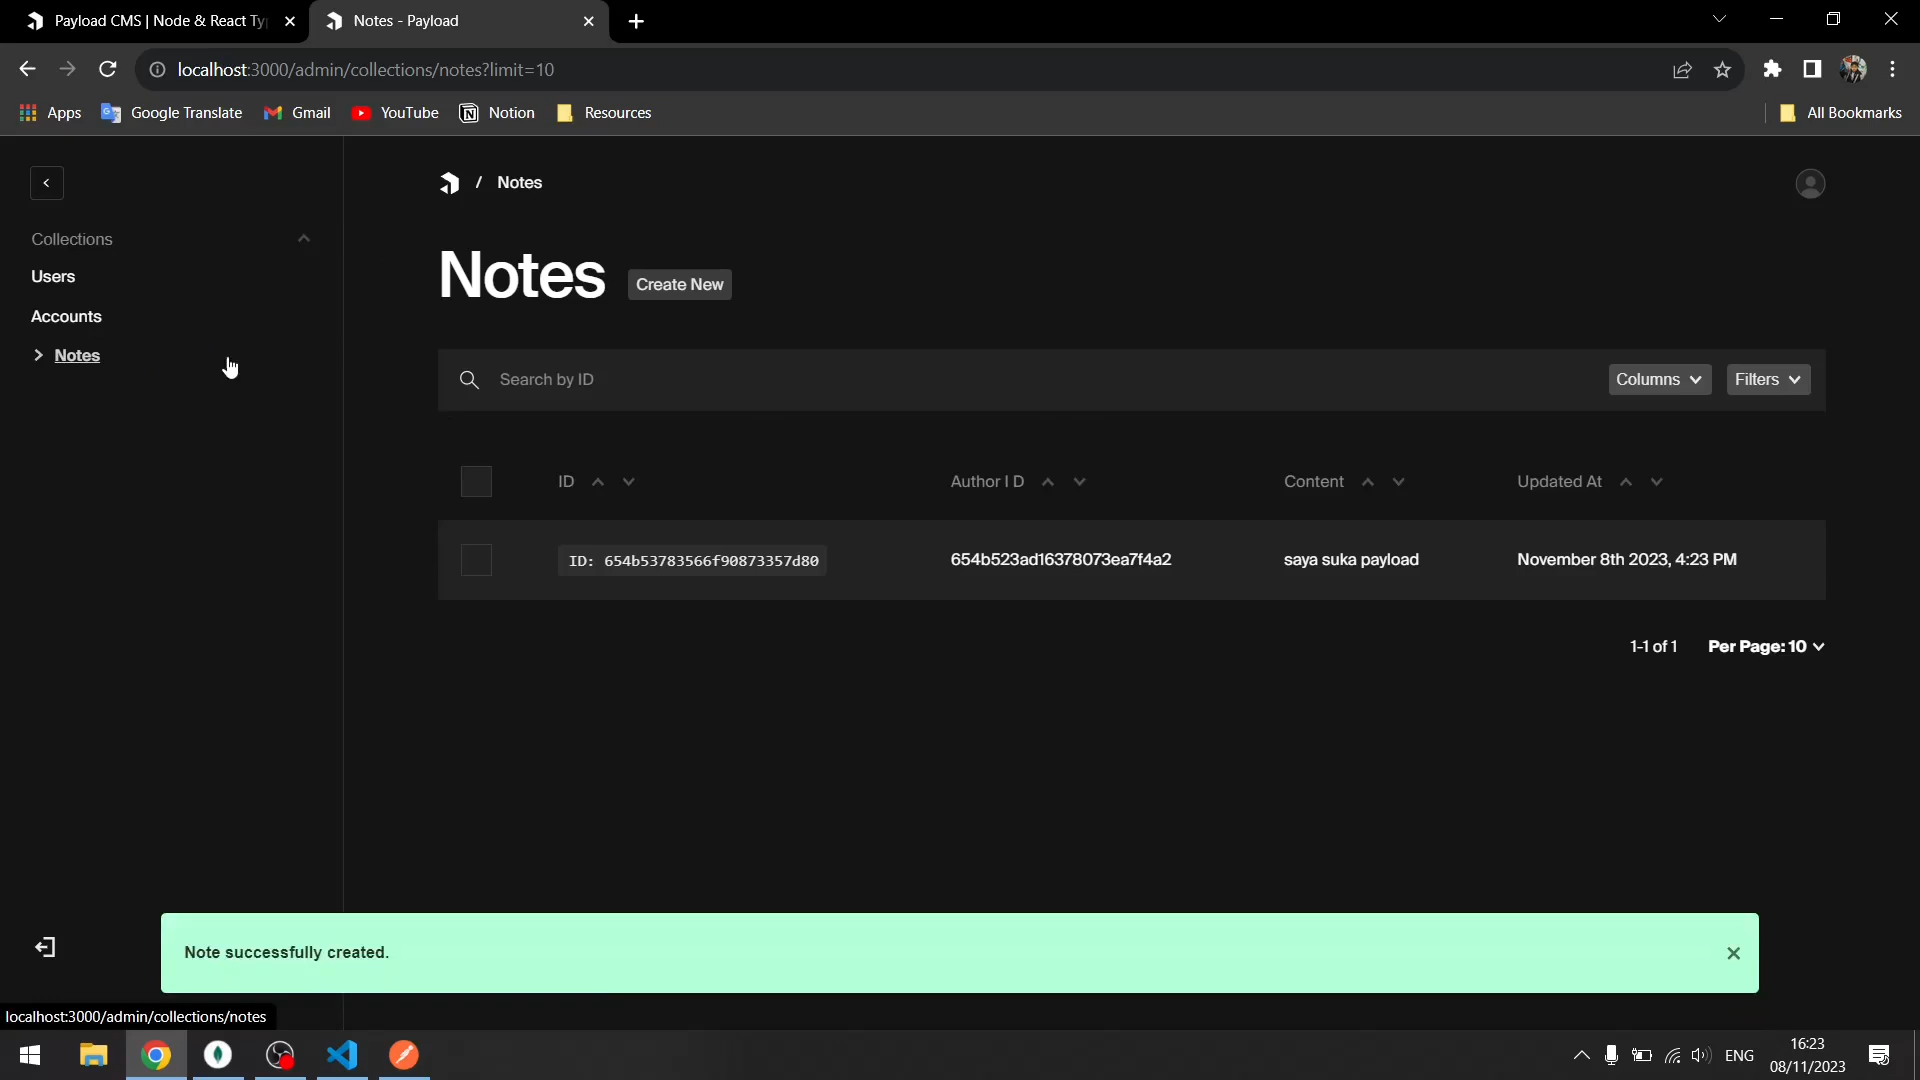 Payload CMS | Node & React Ty
Notes - Payload
localhost:3000/admin/collections/notes?limit=10
Apps
Google Translate
Gmail
YouTube
Notion
Resources
All Bookmarks
/ Notes
Collections
Users
Accounts
Notes
Notes
Create New
Search by ID
Columns
Filters
ID
Author I D
Content
Updated At
ID: 654b53783566f90873357d80
654b523ad16378073ea7f4a2
saya suka payload
November 8th 2023, 4:23 PM
1-1 of 1
Per Page: 10
Note successfully created.
localhost:3000/admin/collections/notes
ENG
16:23
08/11/2023